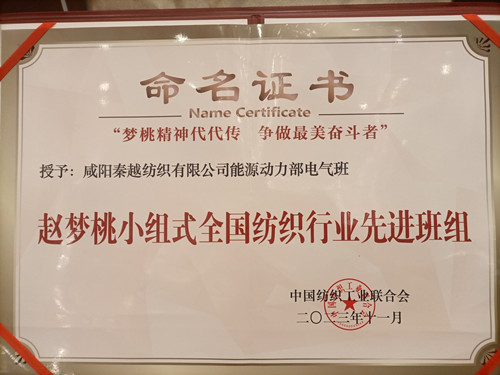 命名证书
Name Certificate
“梦桃精神代代传 争做最美奋斗者”
授予：咸阳秦越纺织有限公司能源动力部电气班
赵梦桃小组式全国纺织行业先进班组
中国纺织工业联合会
二〇二三年十一月